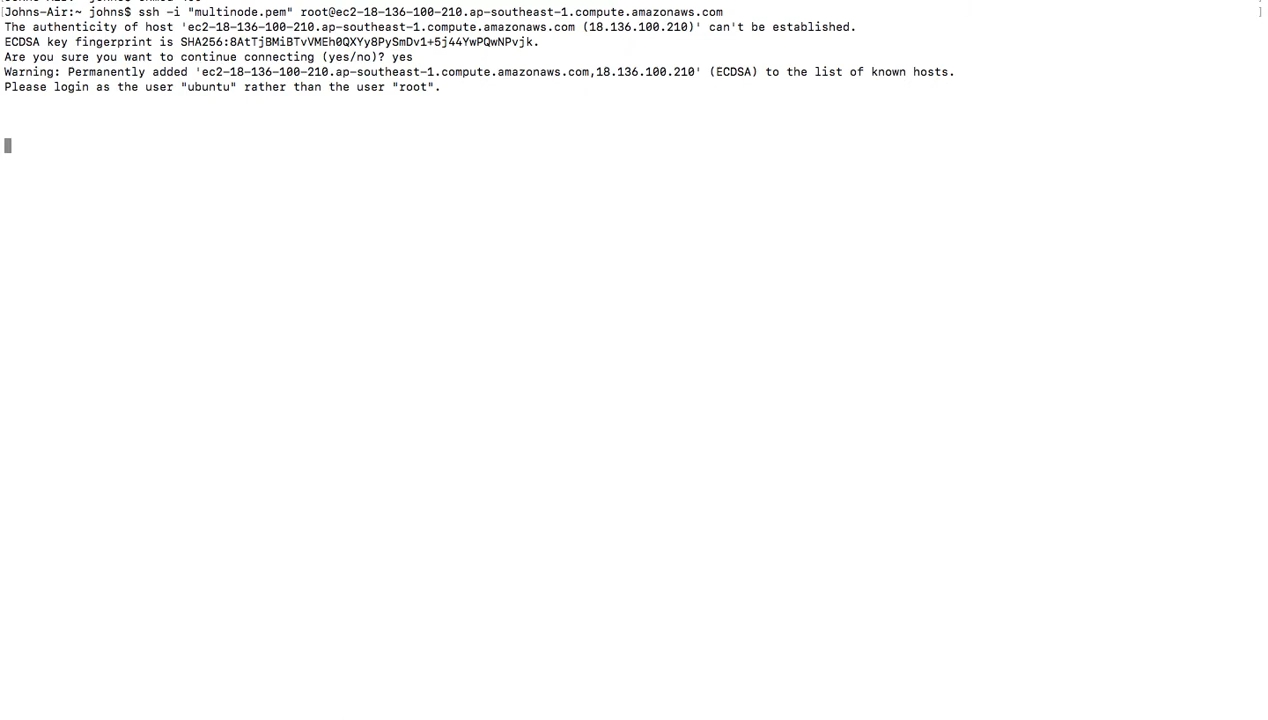 Johns-Air:~ johns$ ssh -i "multinode.pem" root@ec2-18-136-100-210.ap-southeast-1.compute.amazonaws.com
The authenticity of host 'ec2-18-136-100-210.ap-southeast-1.compute.amazonaws.com (18.136.100.210)' can't be established.
ECDSA key fingerprint is SHA256:8AtTjBMiBTvVMEh0QXYy8PySmDv1+5j44YwPQwNPvjk.
Are you sure you want to continue connecting (yes/no)? yes
Warning: Permanently added 'ec2-18-136-100-210.ap-southeast-1.compute.amazonaws.com,18.136.100.210' (ECDSA) to the list of known hosts.
Please login as the user "ubuntu" rather than the user "root".